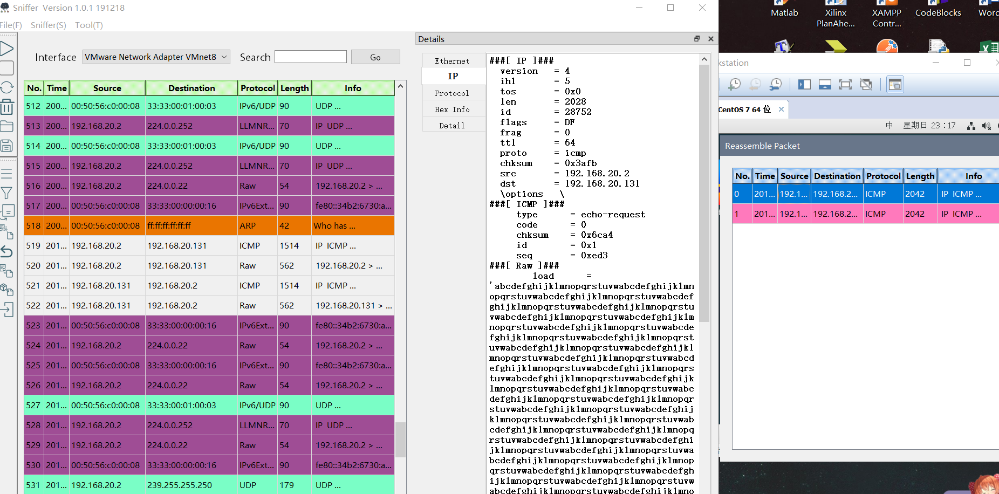 Sniffer Version 1.0.1 191218
File(F) Sniffer(S) Tool(T)
Interface VMware Network Adapter VMnet8 Search Go
No. Time Source Destination Protocol Length Info
512 200... 00:50:56:c0:00:08 33:33:00:01:00:03 IPv6/UDP 90 UDP ...
513 200... 192.168.20.2 224.0.0.252 LLMNR... 70 IP UDP ...
514 200... 00:50:56:c0:00:08 33:33:00:01:00:03 IPv6/UDP 90 UDP ...
515 200... 192.168.20.2 224.0.0.252 LLMNR... 70 IP UDP ...
516 200... 192.168.20.2 224.0.0.22 Raw 54 192.168.20.2 > ...
517 200... 00:50:56:c0:00:08 33:33:00:00:00:16 IPv6Ext... 90 fe80::34b2:6730:a...
518 200... 00:50:56:c0:00:08 ff:ff:ff:ff:ff:ff ARP 42 Who has ...
519 201... 192.168.20.2 192.168.20.131 ICMP 1514 IP ICMP ...
520 201... 192.168.20.2 192.168.20.131 Raw 562 192.168.20.2 > ...
521 201... 192.168.20.131 192.168.20.2 ICMP 1514 IP ICMP ...
522 201... 192.168.20.131 192.168.20.2 Raw 562 192.168.20.131 > ...
523 201... 00:50:56:c0:00:08 33:33:00:00:00:16 IPv6Ext... 90 fe80::34b2:6730:a...
524 201... 192.168.20.2 224.0.0.22 Raw 54 192.168.20.2 > ...
525 201... 00:50:56:c0:00:08 33:33:00:00:00:16 IPv6Ext... 90 fe80::34b2:6730:a...
526 201... 192.168.20.2 224.0.0.22 Raw 54 192.168.20.2 > ...
527 201... 00:50:56:c0:00:08 33:33:00:01:00:03 IPv6/UDP 90 UDP ...
528 201... 192.168.20.2 224.0.0.252 LLMNR... 70 IP UDP ...
529 201... 192.168.20.2 224.0.0.22 Raw 54 192.168.20.2 > ...
530 201... 00:50:56:c0:00:08 33:33:00:00:00:16 IPv6Ext... 90 fe80::34b2:6730:a...
531 201... 192.168.20.2 239.255.255.250 UDP 179 UDP ...
Details
Ethernet
IP
Protocol
Hex Info
Detail
###[ IP ]###
version = 4
ihl = 5
tos = 0x0
len = 2028
id = 28752
flags = DF
frag = 0
ttl = 64
proto = icmp
chksum = 0x3afb
src = 192.168.20.2
dst = 192.168.20.131
\options \
###[ ICMP ]###
type = echo-request
code = 0
chksum = 0x6ca4
id = 0x1
seq = 0xed3
###[ Raw ]###
load =
'abcdefghijklmnopqrstuvwabcdefghijklmn
opqrstuvwabcdefghijklmnopqrstuvwabcdef
ghijklmnopqrstuvwabcdefghijklmnopqrstu
vwabcdefghijklmnopqrstuvwabcdefghijklm
nopqrstuvwabcdefghijklmnopqrstuvwabcde
fghijklmnopqrstuvwabcdefghijklmnopqrst
uvwabcdefghijklmnopqrstuvwabcdefghijkl
mnopqrstuvwabcdefghijklmnopqrstuvwabcd
efghijklmnopqrstuvwabcdefghijklmnopqrs
tuvwabcdefghijklmnopqrstuvwabcdefghijk
lmnopqrstuvwabcdefghijklmnopqrstuvwabc
defghijklmnopqrstuvwabcdefghijklmnopqr
stuvwabcdefghijklmnopqrstuvwabcdefghij
klmnopqrstuvwabcdefghijklmnopqrstuvwab
cdefghijklmnopqrstuvwabcdefghijklmnopq
rstuvwabcdefghijklmnopqrstuvwabcdefghi
jklmnopqrstuvwabcdefghijklmnopqrstuvwa
bcdefghijklmnopqrstuvwabcdefghijklmnop
qrstuvwabcdefghijklmnopqrstuvwabcdefgh
ijklmnopqrstuvwabcdefghijklmnopqrstuvw
abcdefghijklmnopqrstuvwabcdefghijklmno
Matlab Xilinx PlanAhe... XAMPP Contr... CodeBlocks Word
kstation
CentOS 7 64 位
中 星期日 23:17
Reassemble Packet
No. Time Source Destination Protocol Length Info
0 201... 192.1... 192.168.2... ICMP 2042 IP ICMP ...
1 201... 192.1... 192.168.2... ICMP 2042 IP ICMP ...